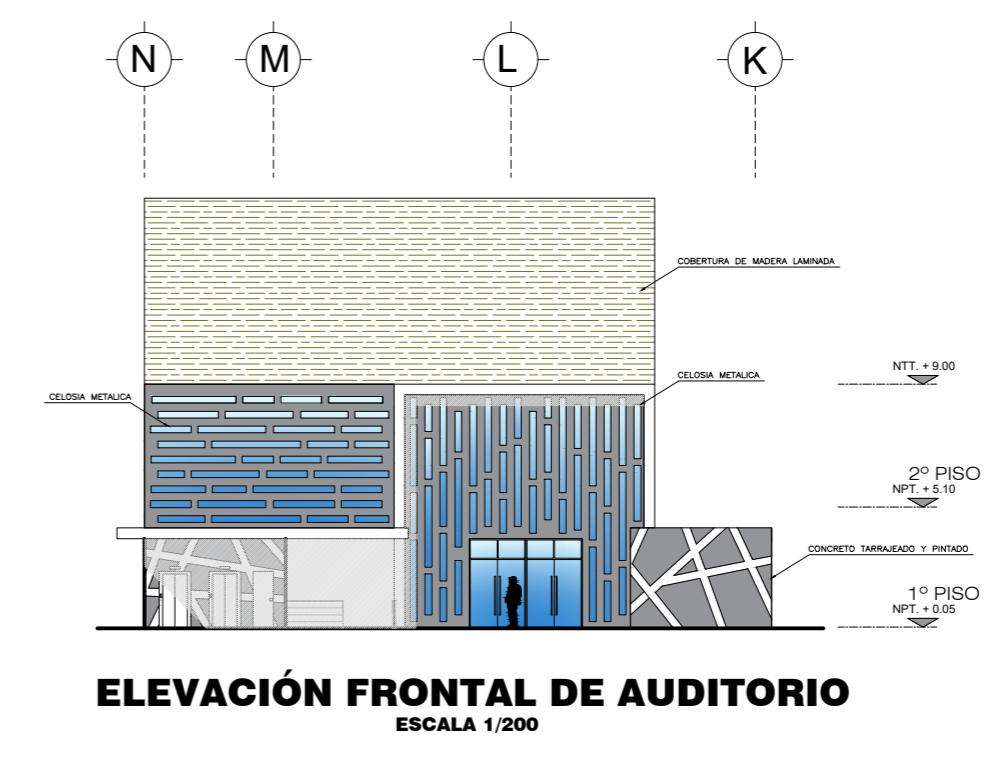 N M L K
COBERTURA DE MADERA LAMINADA
NTT. + 9.00
CELOSIA METALICA
CELOSIA METALICA
2º PISO
NPT. + 5.10
CONCRETO TARRAJEADO Y PINTADO
1º PISO
NPT. + 0.05
ELEVACIÓN FRONTAL DE AUDITORIO
ESCALA 1/200